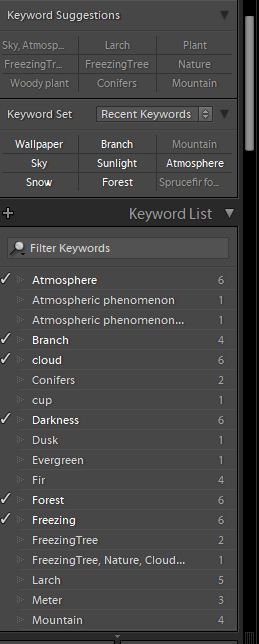 Keyword Suggestions
Sky, Atmosp... Larch Plant
FreezingTr... FreezingTree Nature
Woody plant Conifers Mountain
Keyword Set Recent Keywords
Wallpaper Branch Mountain
Sky Sunlight Atmosphere
Snow Forest Sprucefir fo...
Keyword List
Filter Keywords
Atmosphere 6
Atmospheric phenomenon 1
Atmospheric phenomenon... 1
Branch 4
cloud 6
Conifers 2
cup 1
Darkness 6
Dusk 1
Evergreen 1
Fir 4
Forest 6
Freezing 6
FreezingTree 2
FreezingTree, Nature, Cloud... 1
Larch 5
Meter 3
Mountain 4